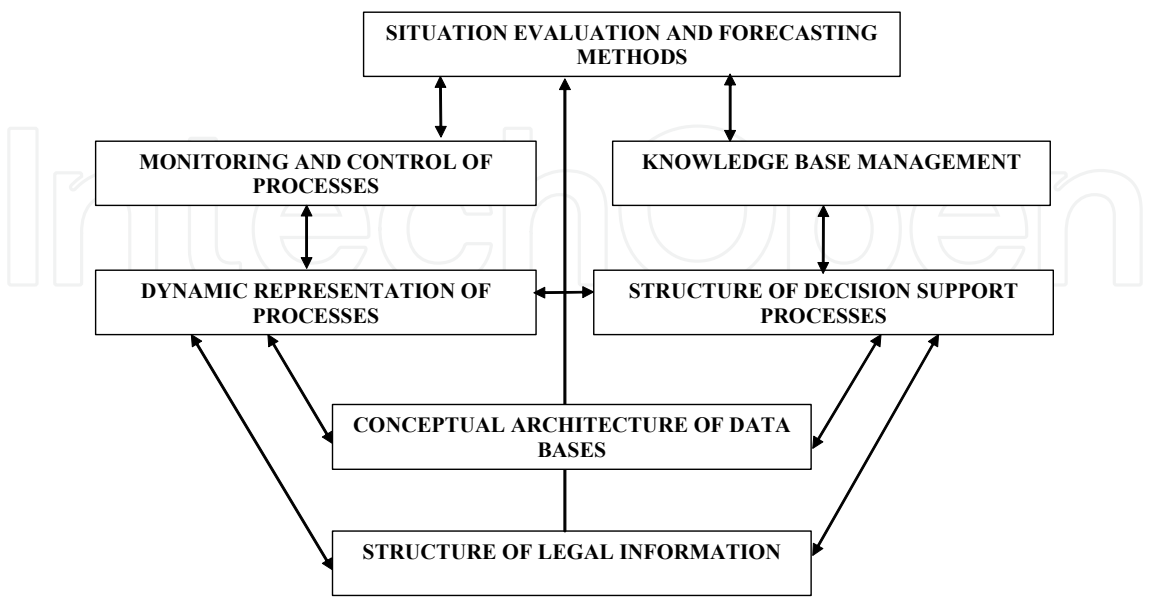 SITUATION EVALUATION AND FORECASTING
METHODS
MONITORING AND CONTROL OF
PROCESSES
KNOWLEDGE BASE MANAGEMENT
IntechOpen
DYNAMIC REPRESENTATION OF
PROCESSES
STRUCTURE OF DECISION SUPPORT
PROCESSES
CONCEPTUAL ARCHITECTURE OF DATA
BASES
STRUCTURE OF LEGAL INFORMATION